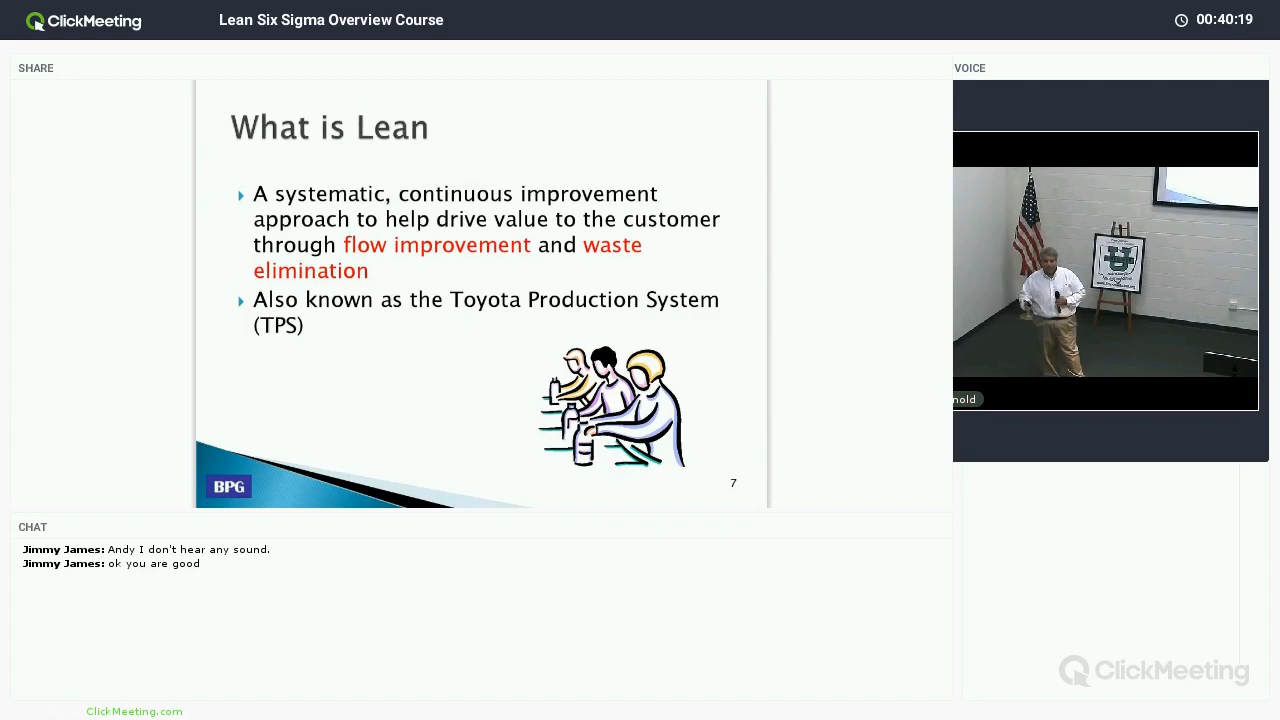 ClickMeeting
Lean Six Sigma Overview Course
00:40:19
SHARE
VOICE
What is Lean
A systematic, continuous improvement
approach to help drive value to the customer
through flow improvement and waste
elimination
Also known as the Toyota Production System
(TPS)
BPG
7
nold
CHAT
Jimmy James: Andy I don't hear any sound.
Jimmy James: ok you are good
ClickMeeting
ClickMeeting.com